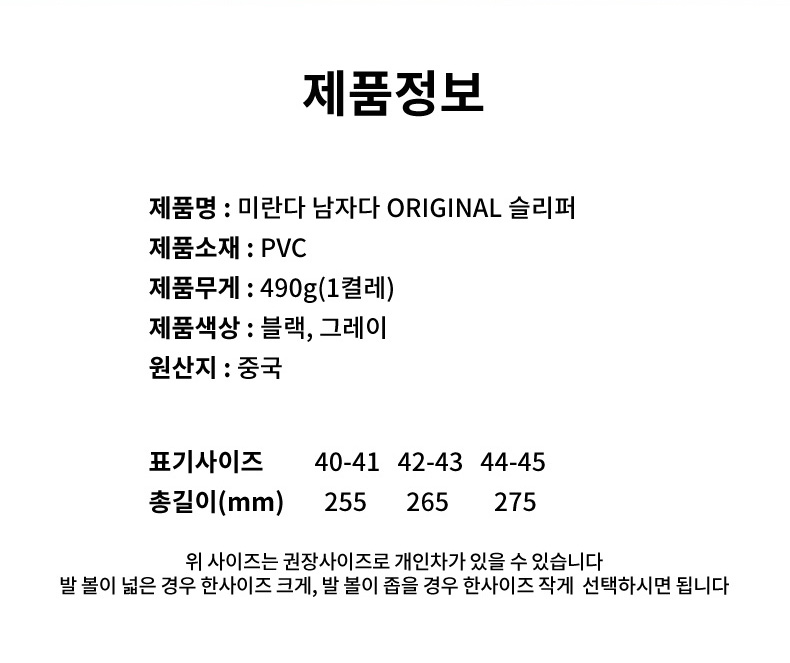 제품정보
제품명 : 미란다 남자다 ORIGINAL 슬리퍼
제품소재 : PVC
제품무게 : 490g(1켤레)
제품색상 : 블랙, 그레이
원산지 : 중국
표기사이즈 40-41 42-43 44-45
총길이(mm) 255 265 275
위 사이즈는 권장사이즈로 개인차가 있을 수 있습니다
발 볼이 넓은 경우 한사이즈 크게, 발 볼이 좁을 경우 한사이즈 작게 선택하시면 됩니다